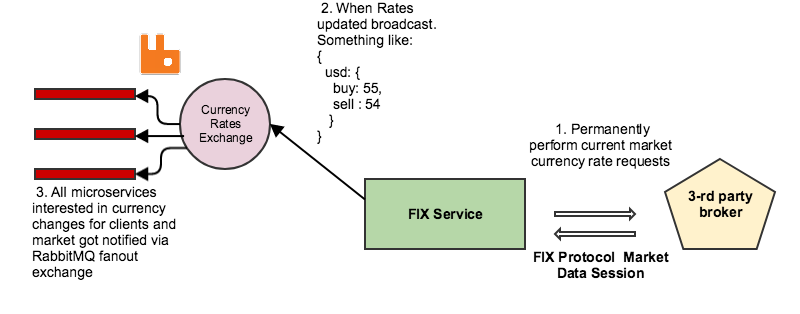 2. When Rates
updated broadcast.
Something like:
{
usd: {
buy: 55,
sell : 54
}
}
Currency
Rates
Exchange
1. Permanently
perform current market
currency rate requests
3-rd party
broker
FIX Service
FIX Protocol Market
Data Session
3. All microservices
interested in currency
changes for clients and
market got notified via
RabbitMQ fanout
exchange